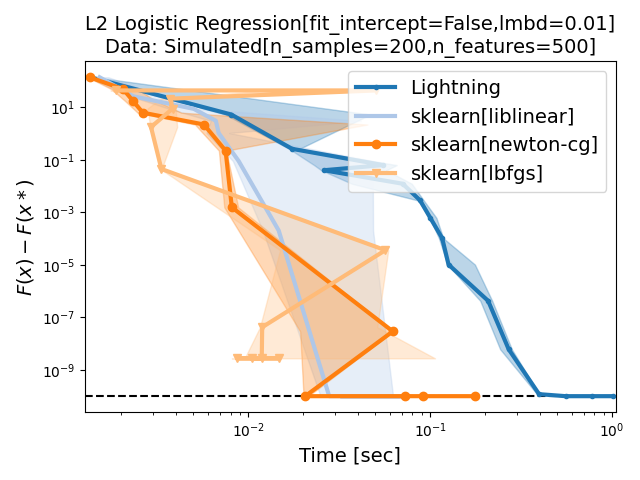 L2 Logistic Regression[fit_intercept=False,lmbd=0.01]
Data: Simulated[n_samples=200,n_features=500]
Lightning
sklearn[liblinear]
sklearn[newton-cg]
sklearn[lbfgs]
F(x) − F(x*)
10^1
10^-1
10^-3
10^-5
10^-7
10^-9
10^-2
10^-1
10^0
Time [sec]